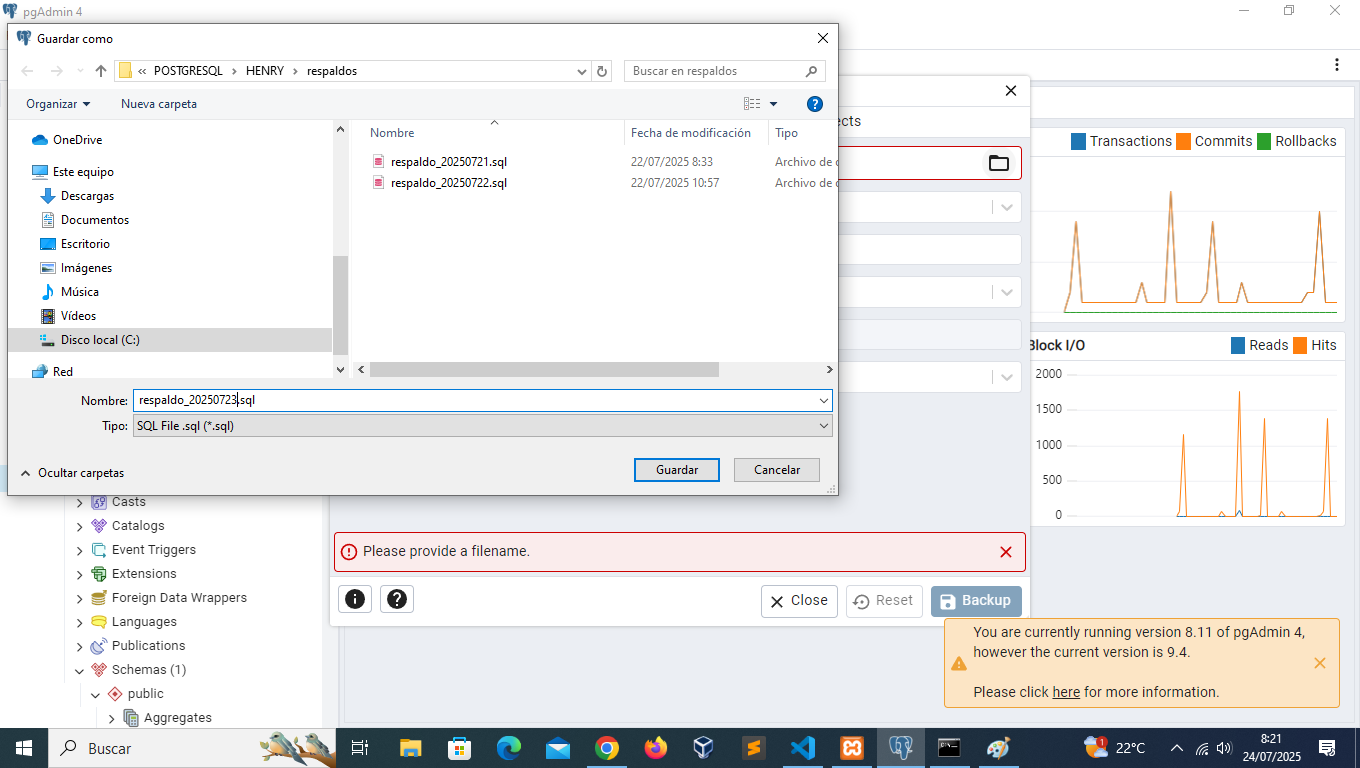 pgAdmin 4
Guardar como
« POSTGRESQL › HENRY › respaldos
Buscar en respaldos
Organizar
Nueva carpeta
OneDrive
Este equipo
Descargas
Documentos
Escritorio
Imágenes
Música
Vídeos
Disco local (C:)
Red
Nombre Fecha de modificación Tipo
respaldo_20250721.sql 22/07/2025 8:33 Archivo de
respaldo_20250722.sql 22/07/2025 10:57 Archivo de
Nombre: respaldo_20250723.sql
Tipo: SQL File .sql (*.sql)
Ocultar carpetas
Guardar
Cancelar
Transactions Commits Rollbacks
Block I/O
Reads Hits
2000
1500
1000
500
0
Casts
Catalogs
Event Triggers
Extensions
Foreign Data Wrappers
Languages
Publications
Schemas (1)
public
Aggregates
Please provide a filename.
Close
Reset
Backup
You are currently running version 8.11 of pgAdmin 4,
however the current version is 9.4.
Please click here for more information.
Buscar
1
22°C
8:21
24/07/2025